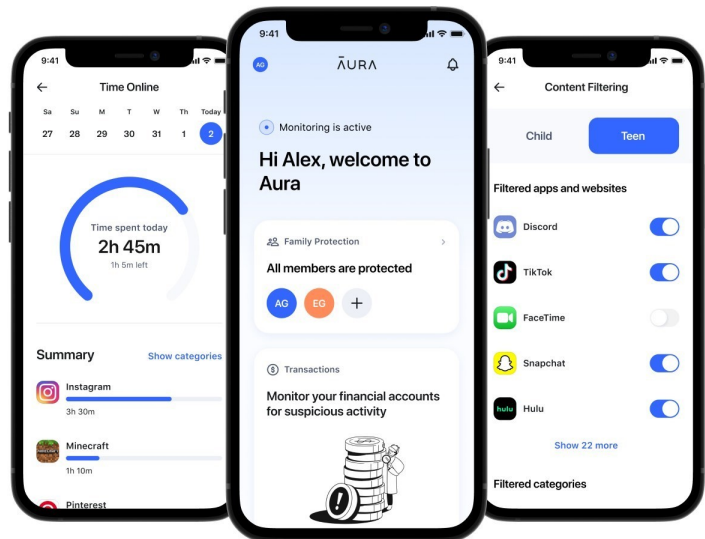 9:41
Time Online
Sa Su M T W Th Today
27 28 29 30 31 1 2
Time spent today
2h 45m
1h 5m left
Summary Show categories
Instagram
3h 30m
Minecraft
1h 10m
Pinterest
9:41
AG AURA
Monitoring is active
Hi Alex, welcome to
Aura
Family Protection
All members are protected
AG EG +
Transactions
Monitor your financial accounts
for suspicious activity
9:41
Content Filtering
Child Teen
Filtered apps and websites
Discord
TikTok
FaceTime
Snapchat
hulu Hulu
Show 22 more
Filtered categories